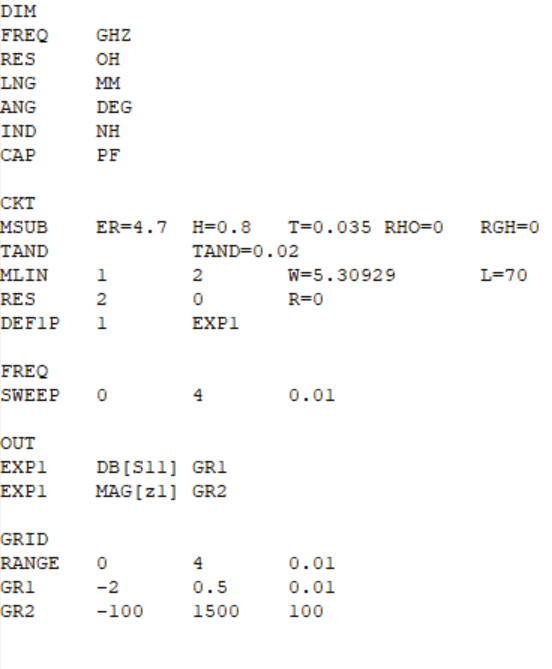 DIM
FREQ GHZ
RES OH
LNG MM
ANG DEG
IND NH
CAP PF
CKT
MSUB ER=4.7 H=0.8 T=0.035 RHO=0 RGH=0
TAND TAND=0.02
MLIN 1 2 W=5.30929 L=70
RES 2 0 R=0
DEF1P 1 EXP1
FREQ
SWEEP 0 4 0.01
OUT
EXP1 DB[S11] GR1
EXP1 MAG[z1] GR2
GRID
RANGE 0 4 0.01
GR1 -2 0.5 0.01
GR2 -100 1500 100